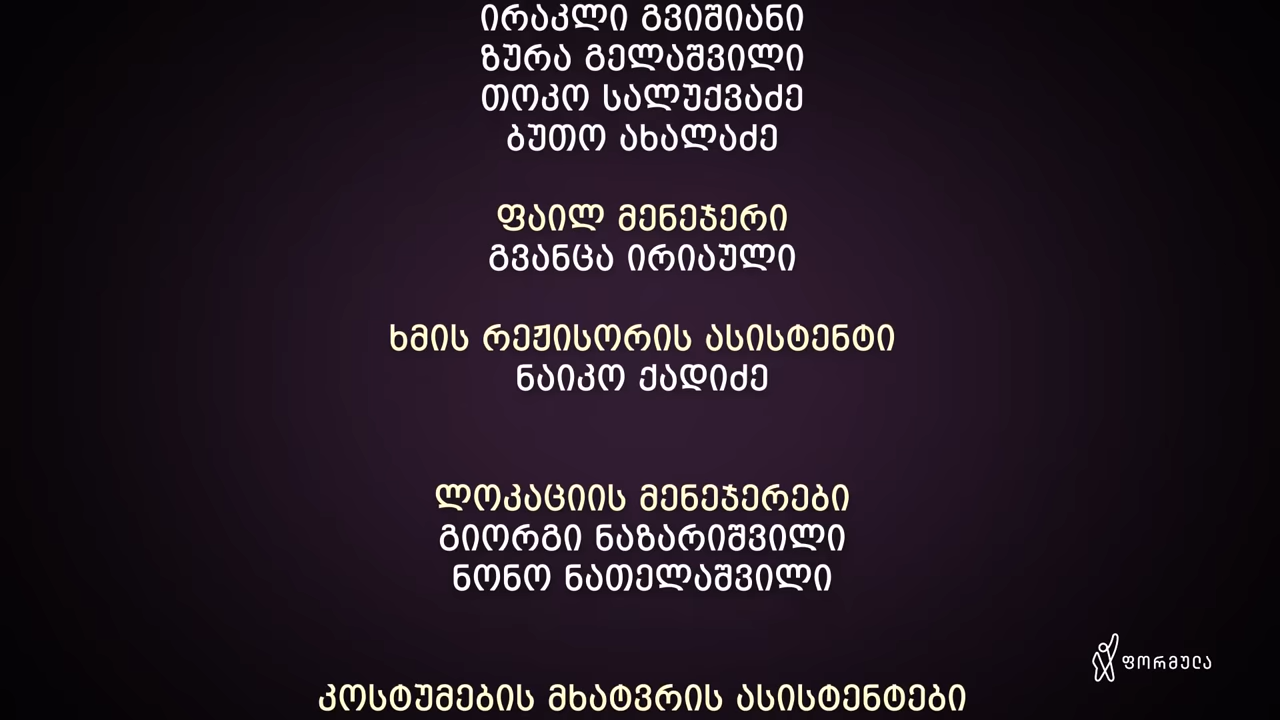 ირაკლი გვიშიანი
ზურა გელაშვილი
თოკო სალუქვაძე
ბუთო ახალაძე
ფაილ მენეჯერი
გვანცა ირიაული
ხმის რეჟისორის ასისტენტი
ნაიკო ქადიძე
ლოკაციის მენეჯერები
გიორგი ნაზარიშვილი
ნონო ნათელაშვილი
ფორმულა
კოსტუმების მხატვრის ასისტენტები